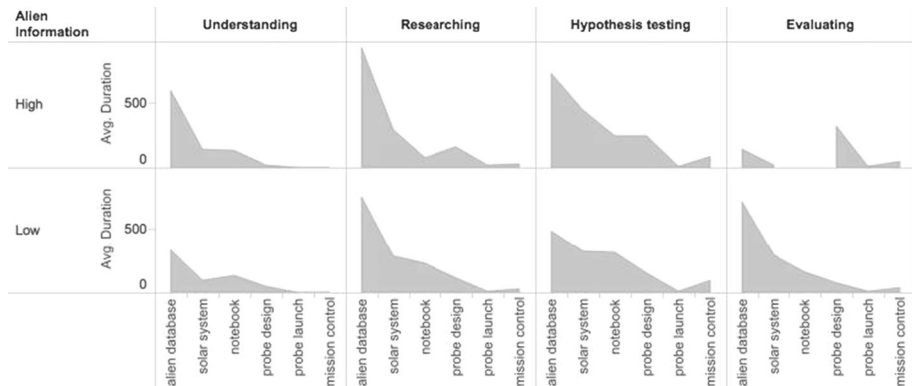 Alien
Information
Understanding
Researching
Hypothesis testing
Evaluating
High
Avg. Duration
500
0
Low
Avg Duration
500
0
alien database
solar system
notebook
probe design
probe launch
mission control
alien database
solar system
notebook
probe design
probe launch
mission control
alien database
solar system
notebook
probe design
probe launch
mission control
alien database
solar system
notebook
probe design
probe launch
mission control